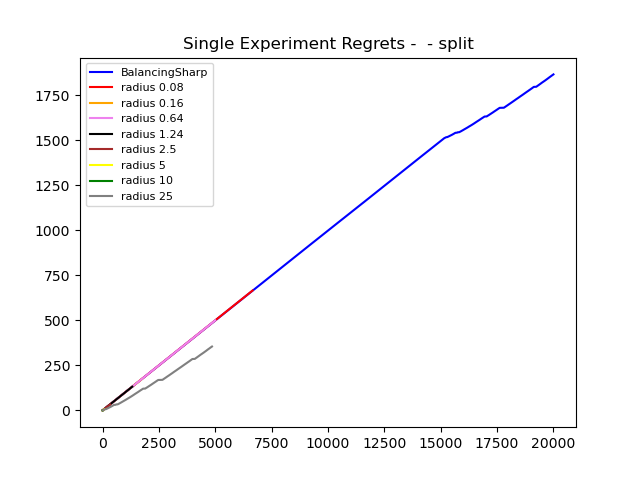 Single Experiment Regrets -  - split
BalancingSharp
radius 0.08
radius 0.16
radius 0.64
radius 1.24
radius 2.5
radius 5
radius 10
radius 25
1750
1500
1250
1000
750
500
250
0
0 2500 5000 7500 10000 12500 15000 17500 20000